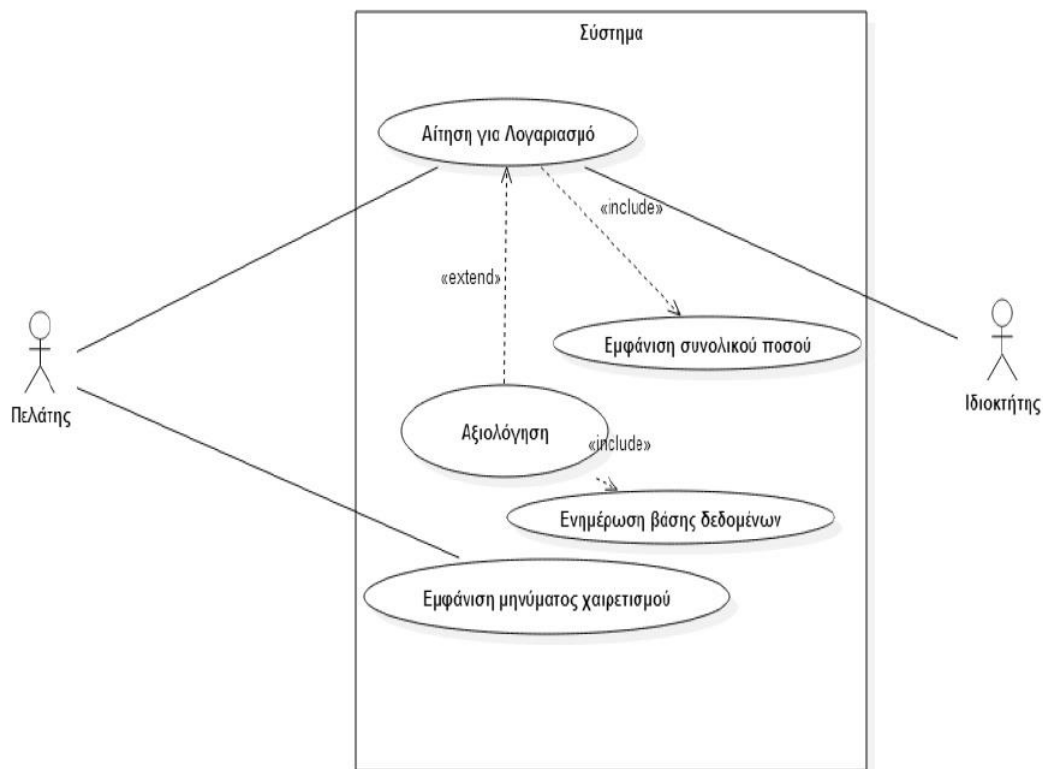 Σύστημα
Αίτηση για Λογαριασμό
«include»
«extend»
Εμφάνιση συνολικού ποσού
Πελάτης
Ιδιοκτήτης
Αξιολόγηση
«include»
Ενημέρωση βάσης δεδομένων
Εμφάνιση μηνύματος χαιρετισμού